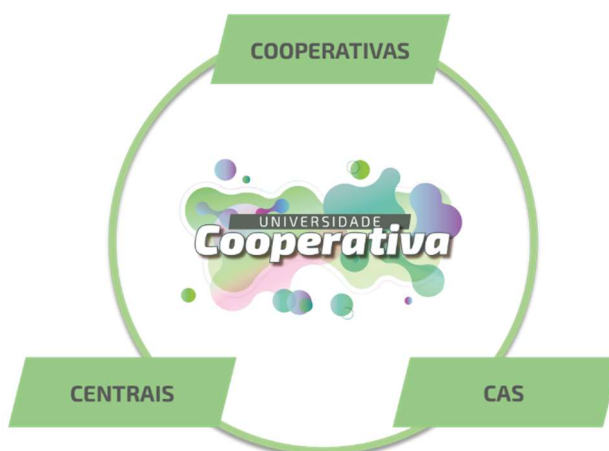 COOPERATIVAS
UNIVERSIDADE
Cooperativa
CENTRAIS
CAS